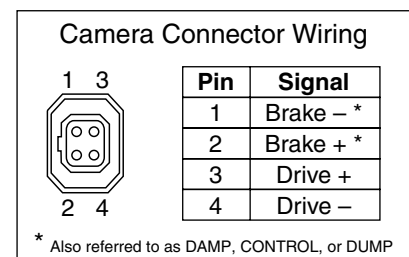 Camera Connector Wiring
1 3
2 4
Pin Signal
1 Brake – *
2 Brake + *
3 Drive +
4 Drive –
* Also referred to as DAMP, CONTROL, or DUMP